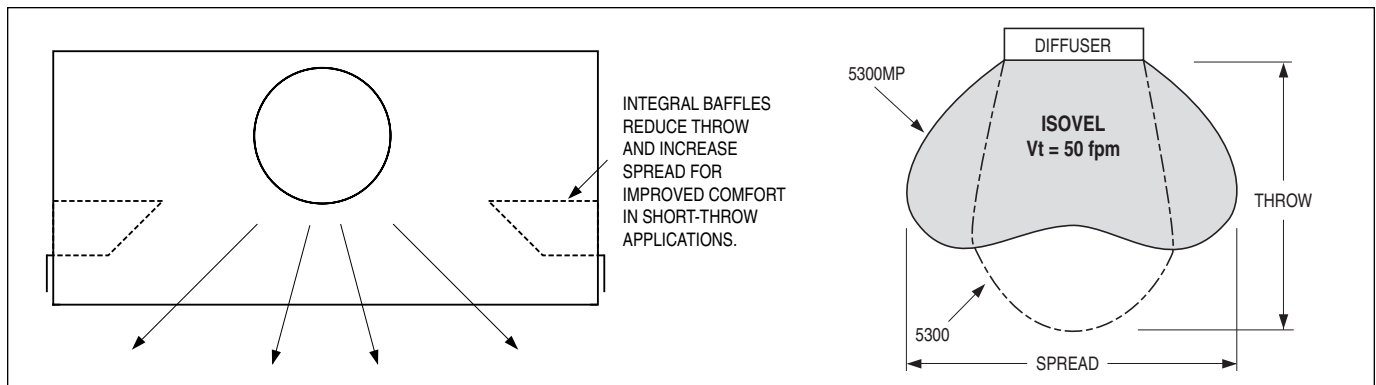 INTEGRAL BAFFLES
REDUCE THROW
AND INCREASE
SPREAD FOR
IMPROVED COMFORT
IN SHORT-THROW
APPLICATIONS.
DIFFUSER
5300MP
ISOVEL
Vt = 50 fpm
THROW
5300
SPREAD